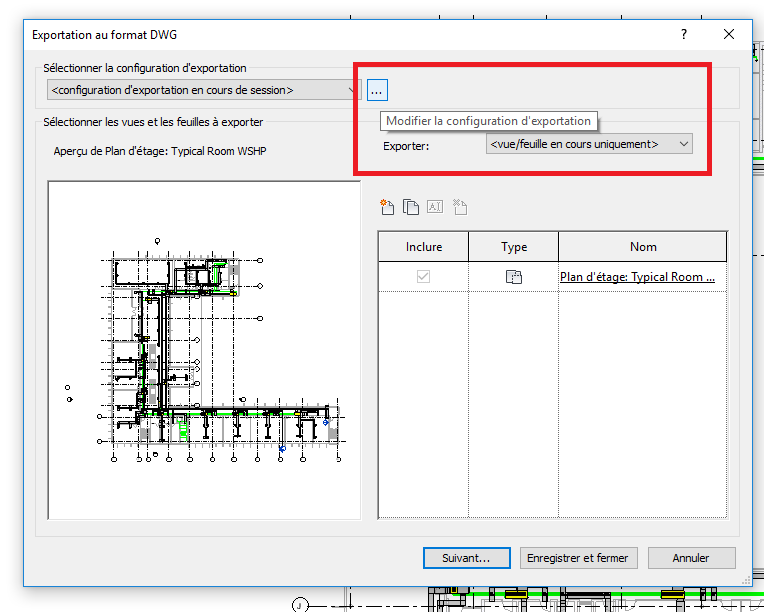 Exportation au format DWG
?
Sélectionner la configuration d'exportation
<configuration d'exportation en cours de session>
...
Modifier la configuration d'exportation
Sélectionner les vues et les feuilles à exporter
Aperçu de Plan d'étage: Typical Room WSHP
Exporter:
<vue/feuille en cours uniquement>
AI
Inclure Type Nom
Plan d'étage: Typical Room ...
Suivant... Enregistrer et fermer Annuler
J